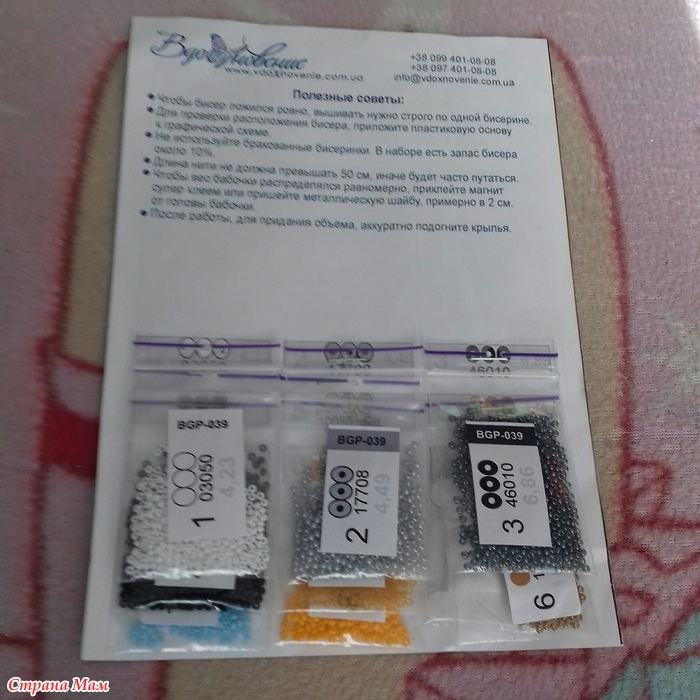 Вдохновение
www.vdoxnovenie.com.ua
+38 099 401-08-08
+38 097 401-08-08
info@vdoxnovenie.com.ua
Полезные советы:
● Чтобы бисер ложился ровно, вышивать нужно строго по одной бисерине.
● Для проверки расположения бисера, приложите пластиковую основу
к графической схеме.
● Не используйте бракованные бисеринки. В наборе есть запас бисера
около 10%.
● Длина нити не должна превышать 50 см, иначе будет часто путаться.
● Чтобы вес бабочки распределялся равномерно, приклейте магнит
супер клеем или пришейте металлическую шайбу, примерно в 2 см.
от головы бабочки.
● После работы, для придания объема, аккуратно подогните крылья.
BGP-039
1 03050
4,23
BGP-039
2 17708
4,49
BGP-039
3 46010
6,86
6
Страна Мам